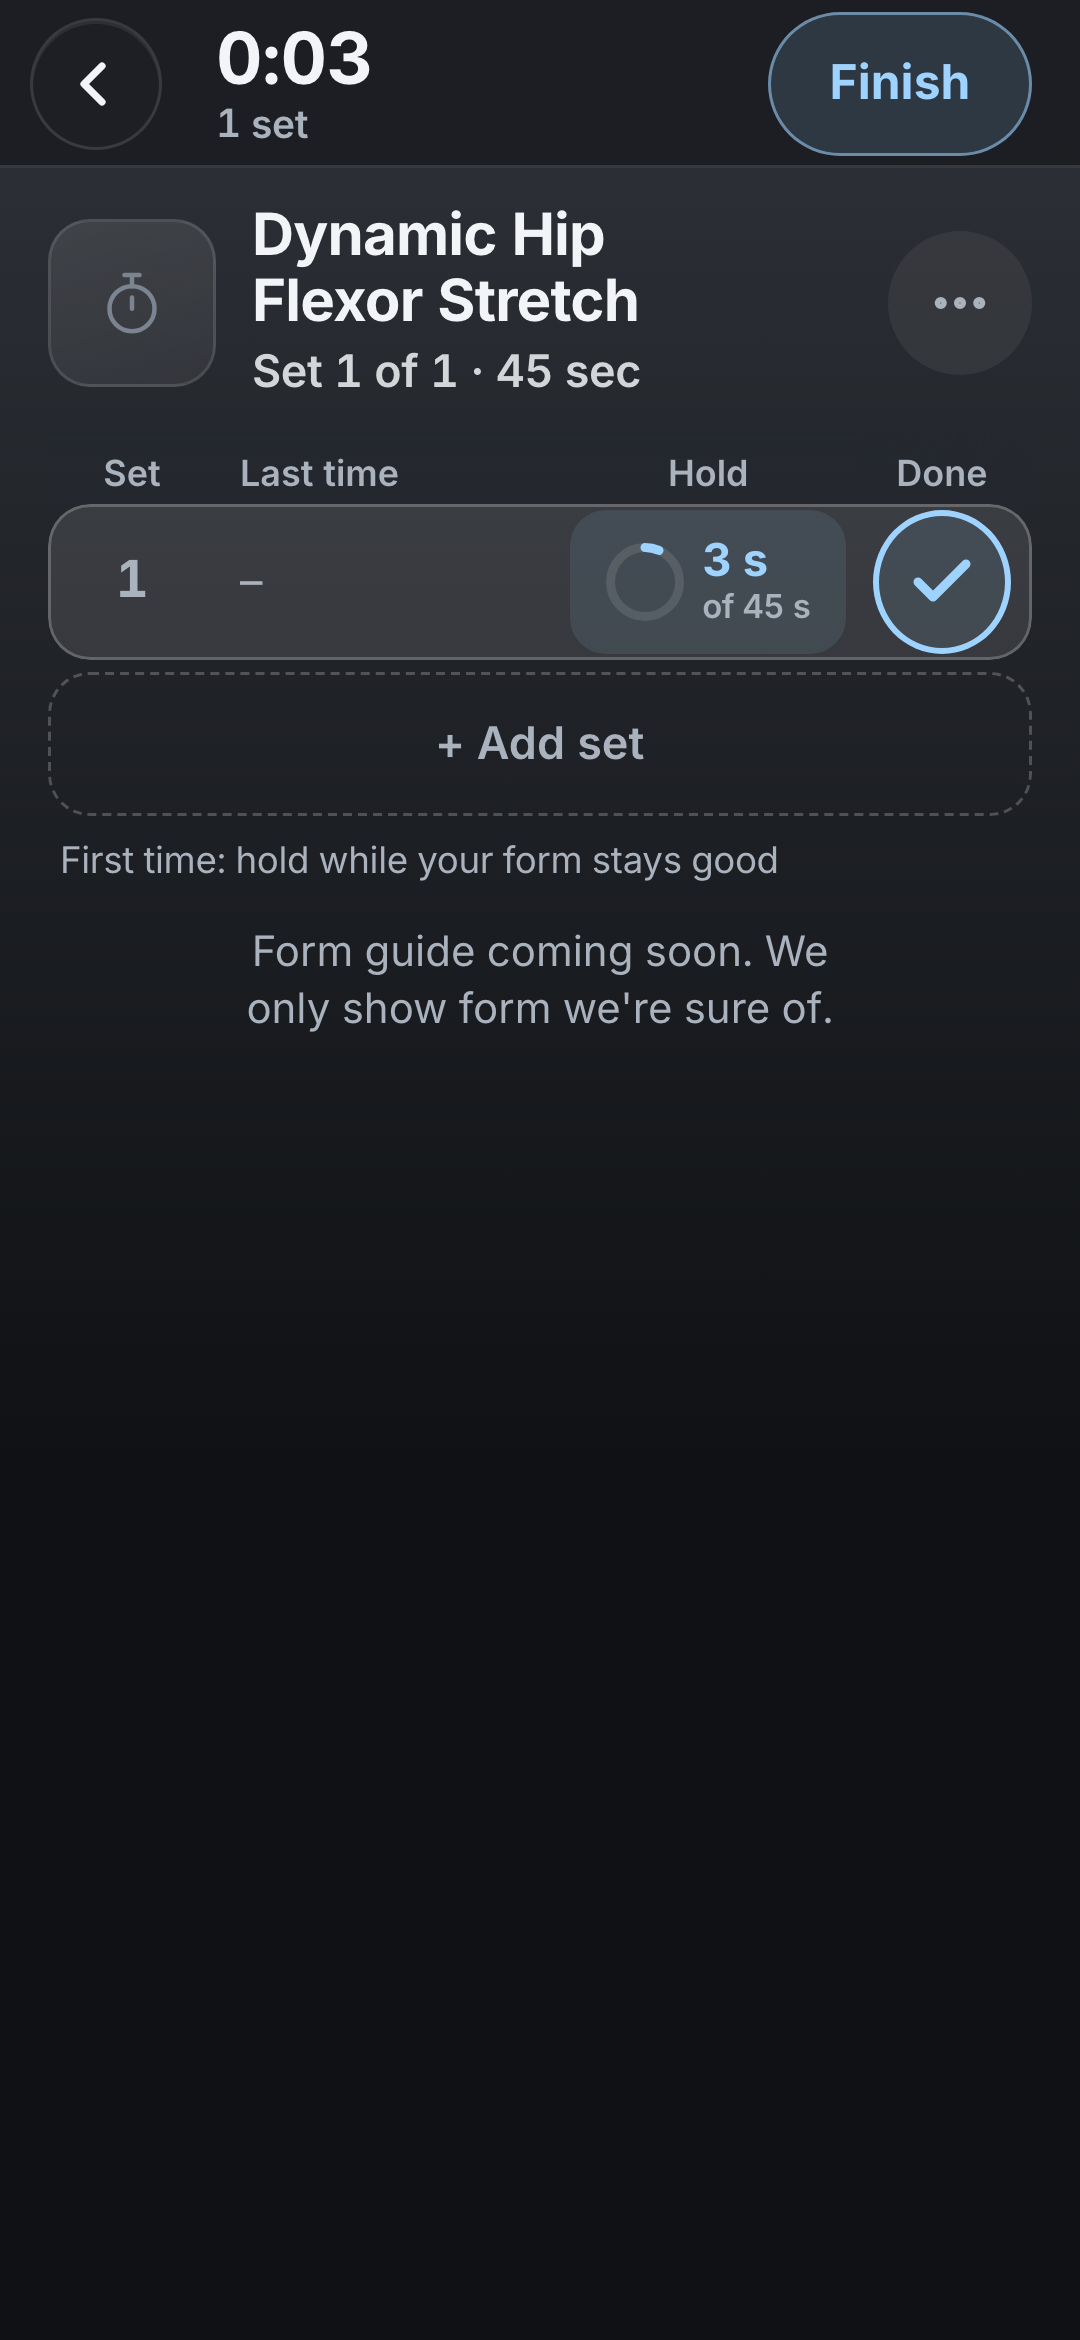 0:03
1 set
Finish
Dynamic Hip
Flexor Stretch
Set 1 of 1 · 45 sec
Set Last time Hold Done
1 – 3 s
of 45 s
+ Add set
First time: hold while your form stays good
Form guide coming soon. We
only show form we're sure of.